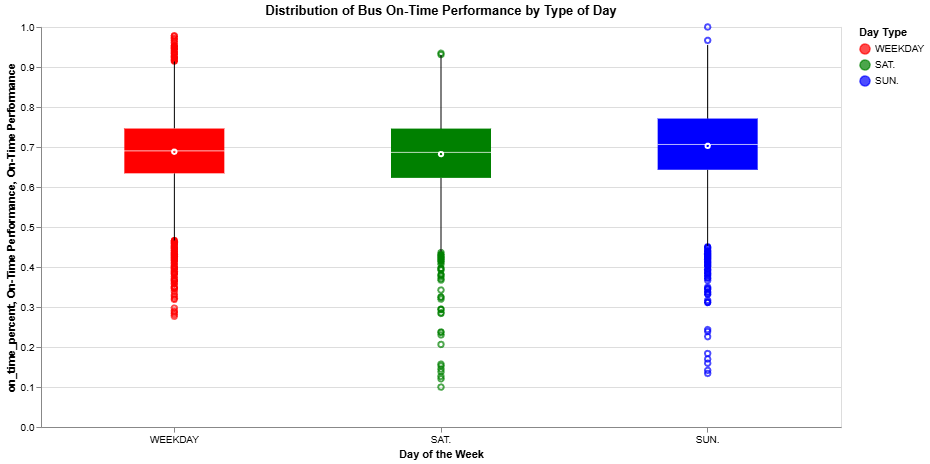 Distribution of Bus On-Time Performance by Type of Day
on_time_percent, On-Time Performance, On-Time Performance
1.0
0.9
0.8
0.7
0.6
0.5
0.4
0.3
0.2
0.1
0.0
WEEKDAY
SAT.
SUN.
Day of the Week
Day Type
WEEKDAY
SAT.
SUN.